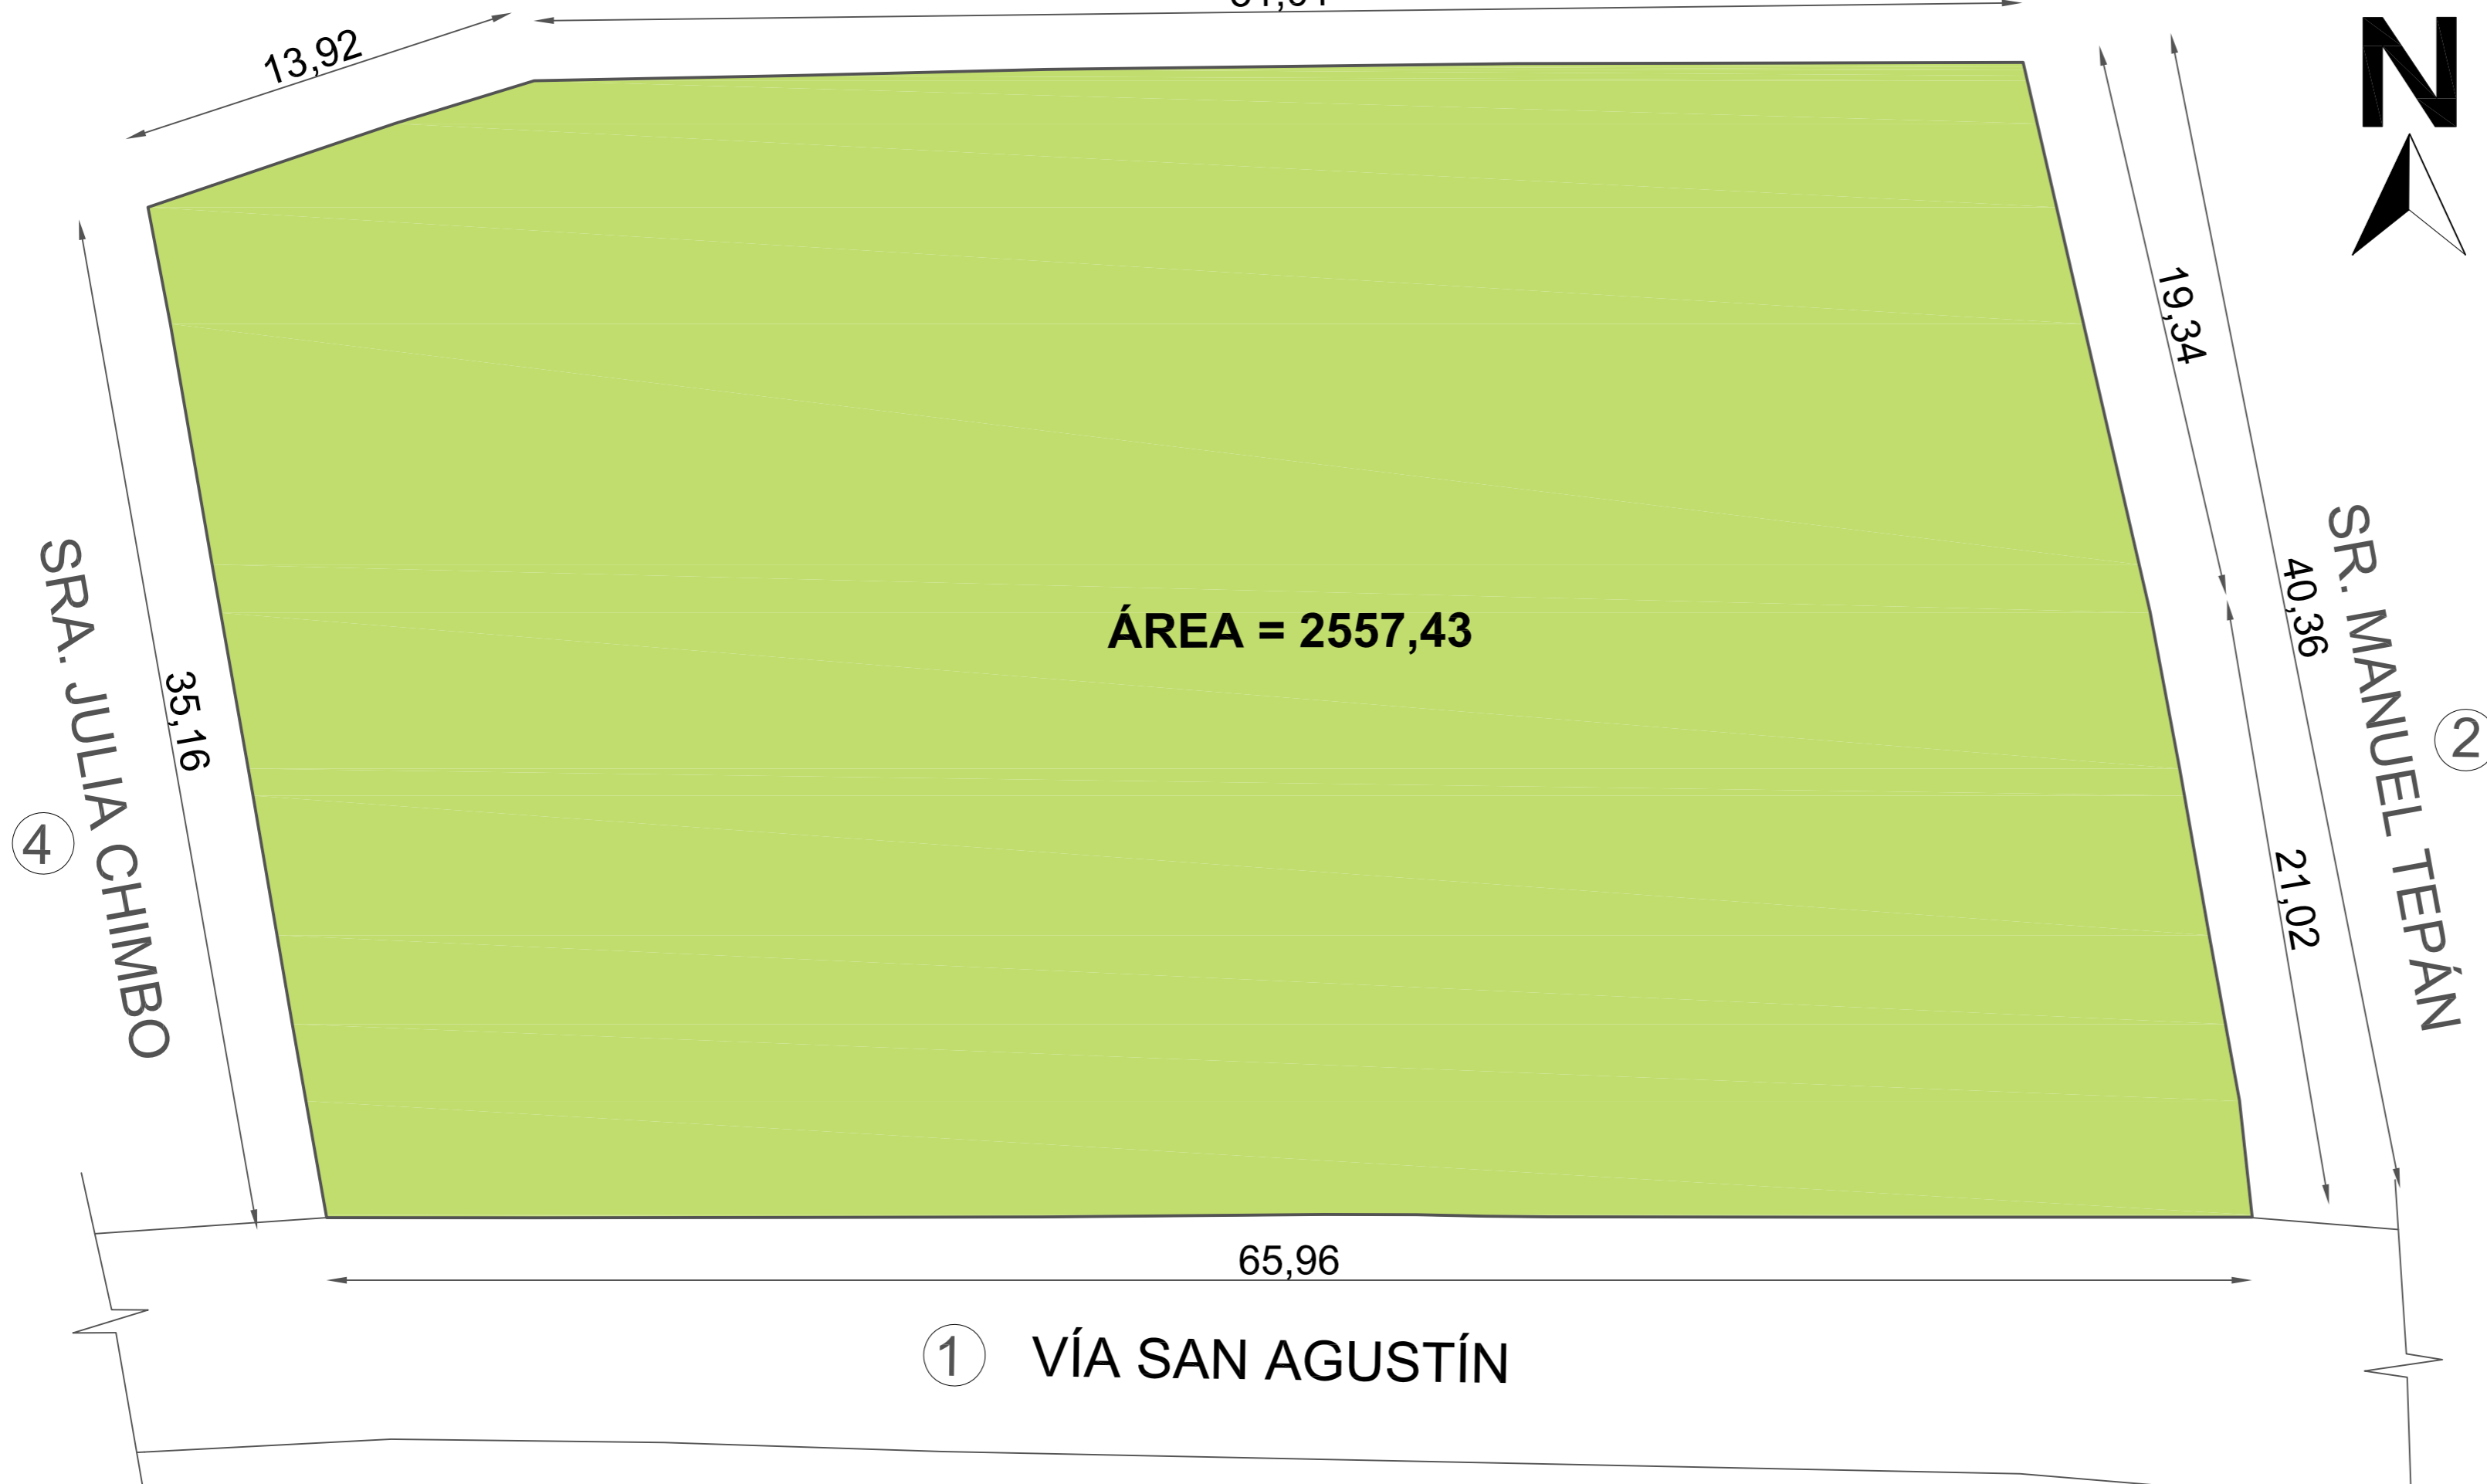 13,92
N
19,34
40,36
SR. MANUEL TEPÁN
2
ÁREA = 2557,43
35,16
SRA. JULIA CHIMBO
4
21,02
65,96
1 VÍA SAN AGUSTÍN